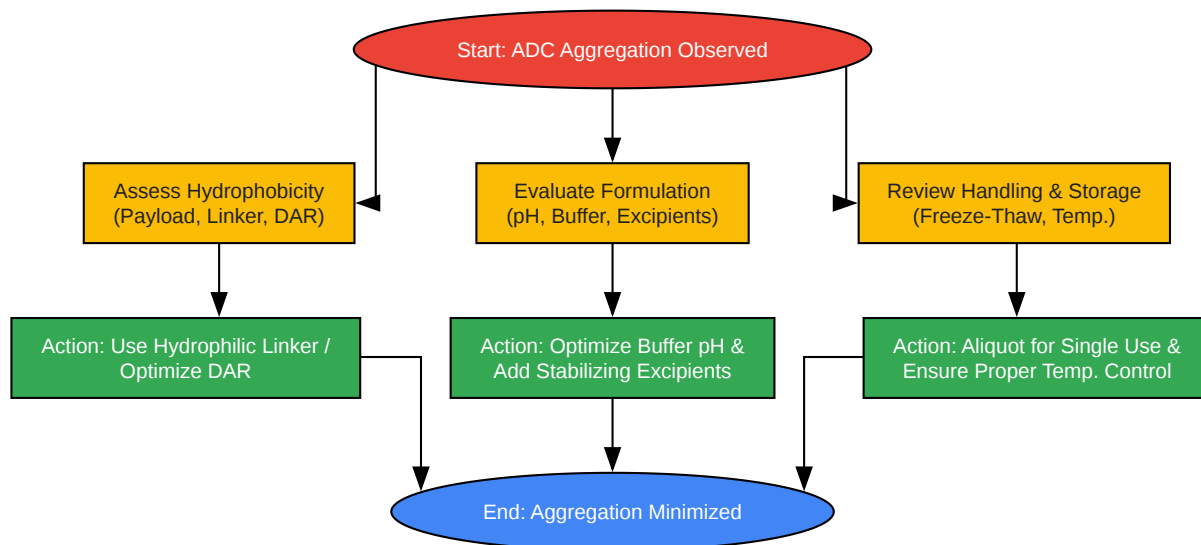 Start: ADC Aggregation Observed
Assess Hydrophobicity
(Payload, Linker, DAR)
Evaluate Formulation
(pH, Buffer, Excipients)
Review Handling & Storage
(Freeze-Thaw, Temp.)
Action: Use Hydrophilic Linker /
Optimize DAR
Action: Optimize Buffer pH &
Add Stabilizing Excipients
Action: Aliquot for Single Use &
Ensure Proper Temp. Control
End: Aggregation Minimized